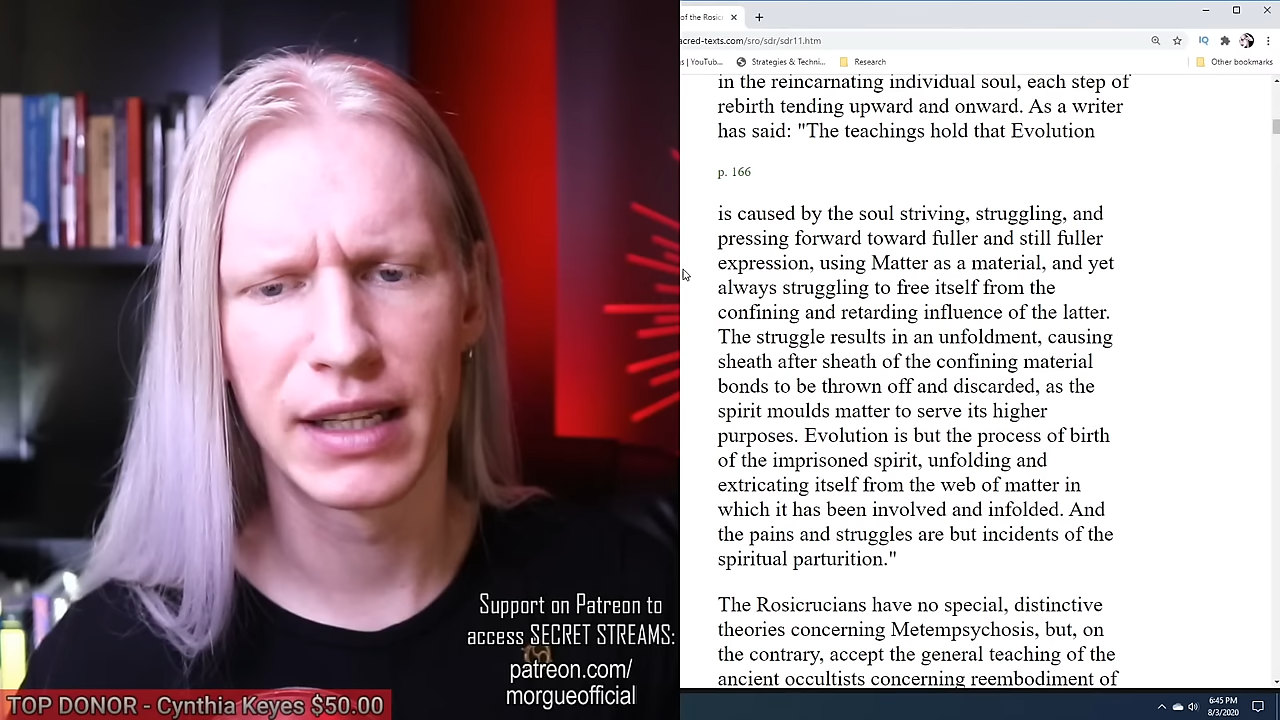 of the Rosic
acred-texts.com/sro/sdr/sdr11.htm
IQ
s | YouTub...
Strategies & Techni...
Research
Other bookmarks
in the reincarnating individual soul, each step of
rebirth tending upward and onward. As a writer
has said: "The teachings hold that Evolution
p. 166
is caused by the soul striving, struggling, and
pressing forward toward fuller and still fuller
expression, using Matter as a material, and yet
always struggling to free itself from the
confining and retarding influence of the latter.
The struggle results in an unfoldment, causing
sheath after sheath of the confining material
bonds to be thrown off and discarded, as the
spirit moulds matter to serve its higher
purposes. Evolution is but the process of birth
of the imprisoned spirit, unfolding and
extricating itself from the web of matter in
which it has been involved and infolded. And
the pains and struggles are but incidents of the
spiritual parturition."
The Rosicrucians have no special, distinctive
theories concerning Metempsychosis, but, on
the contrary, accept the general teaching of the
ancient occultists concerning reembodiment of
Support on Patreon to
access SECRET STREAMS:
patreon.com/
morgueofficial
TOP DONOR - Cynthia Keyes $50.00
6:45 PM
8/3/2020